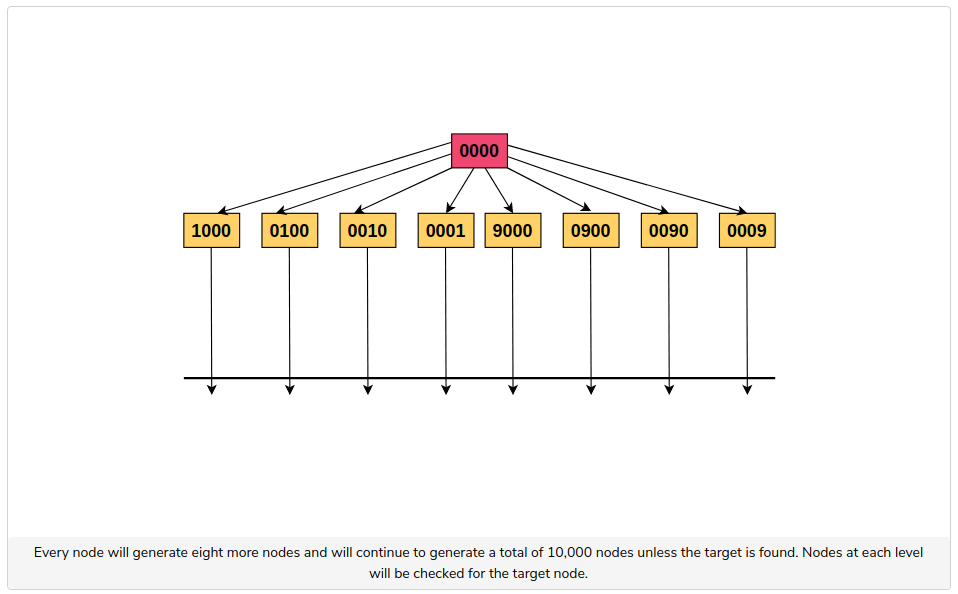 0000
1000 0100 0010 0001 9000 0900 0090 0009
Every node will generate eight more nodes and will continue to generate a total of 10,000 nodes unless the target is found. Nodes at each level
will be checked for the target node.